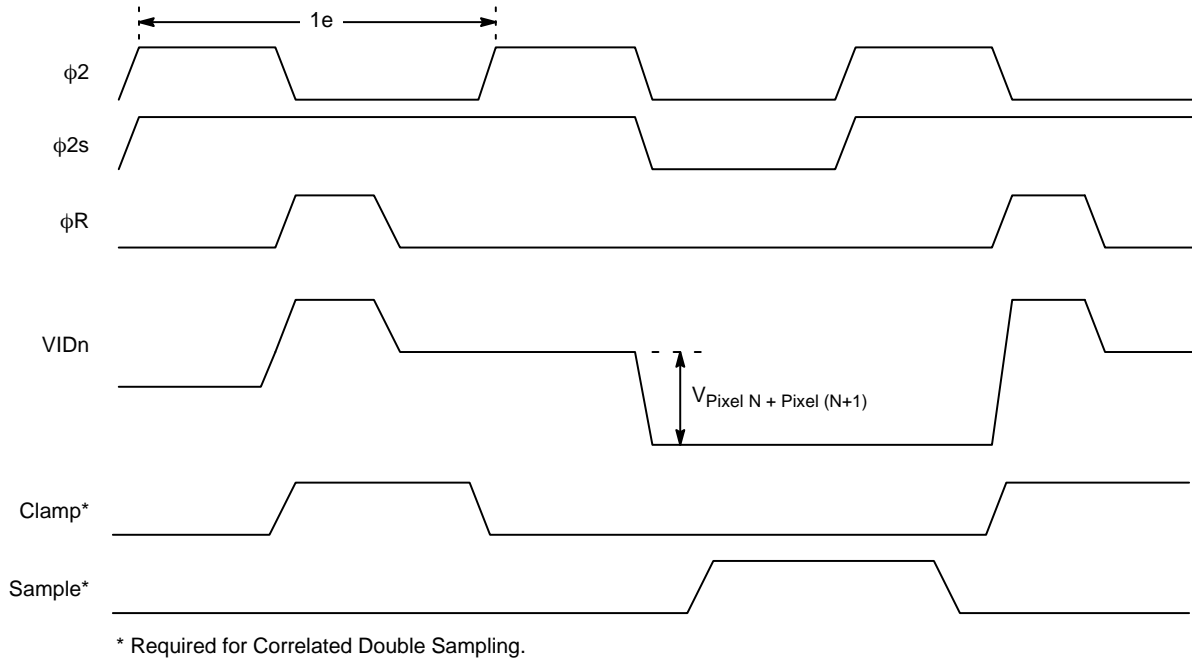 1e
ϕ2
ϕ2s
ϕR
VIDn
VPixel N + Pixel (N+1)
Clamp*
Sample*
* Required for Correlated Double Sampling.